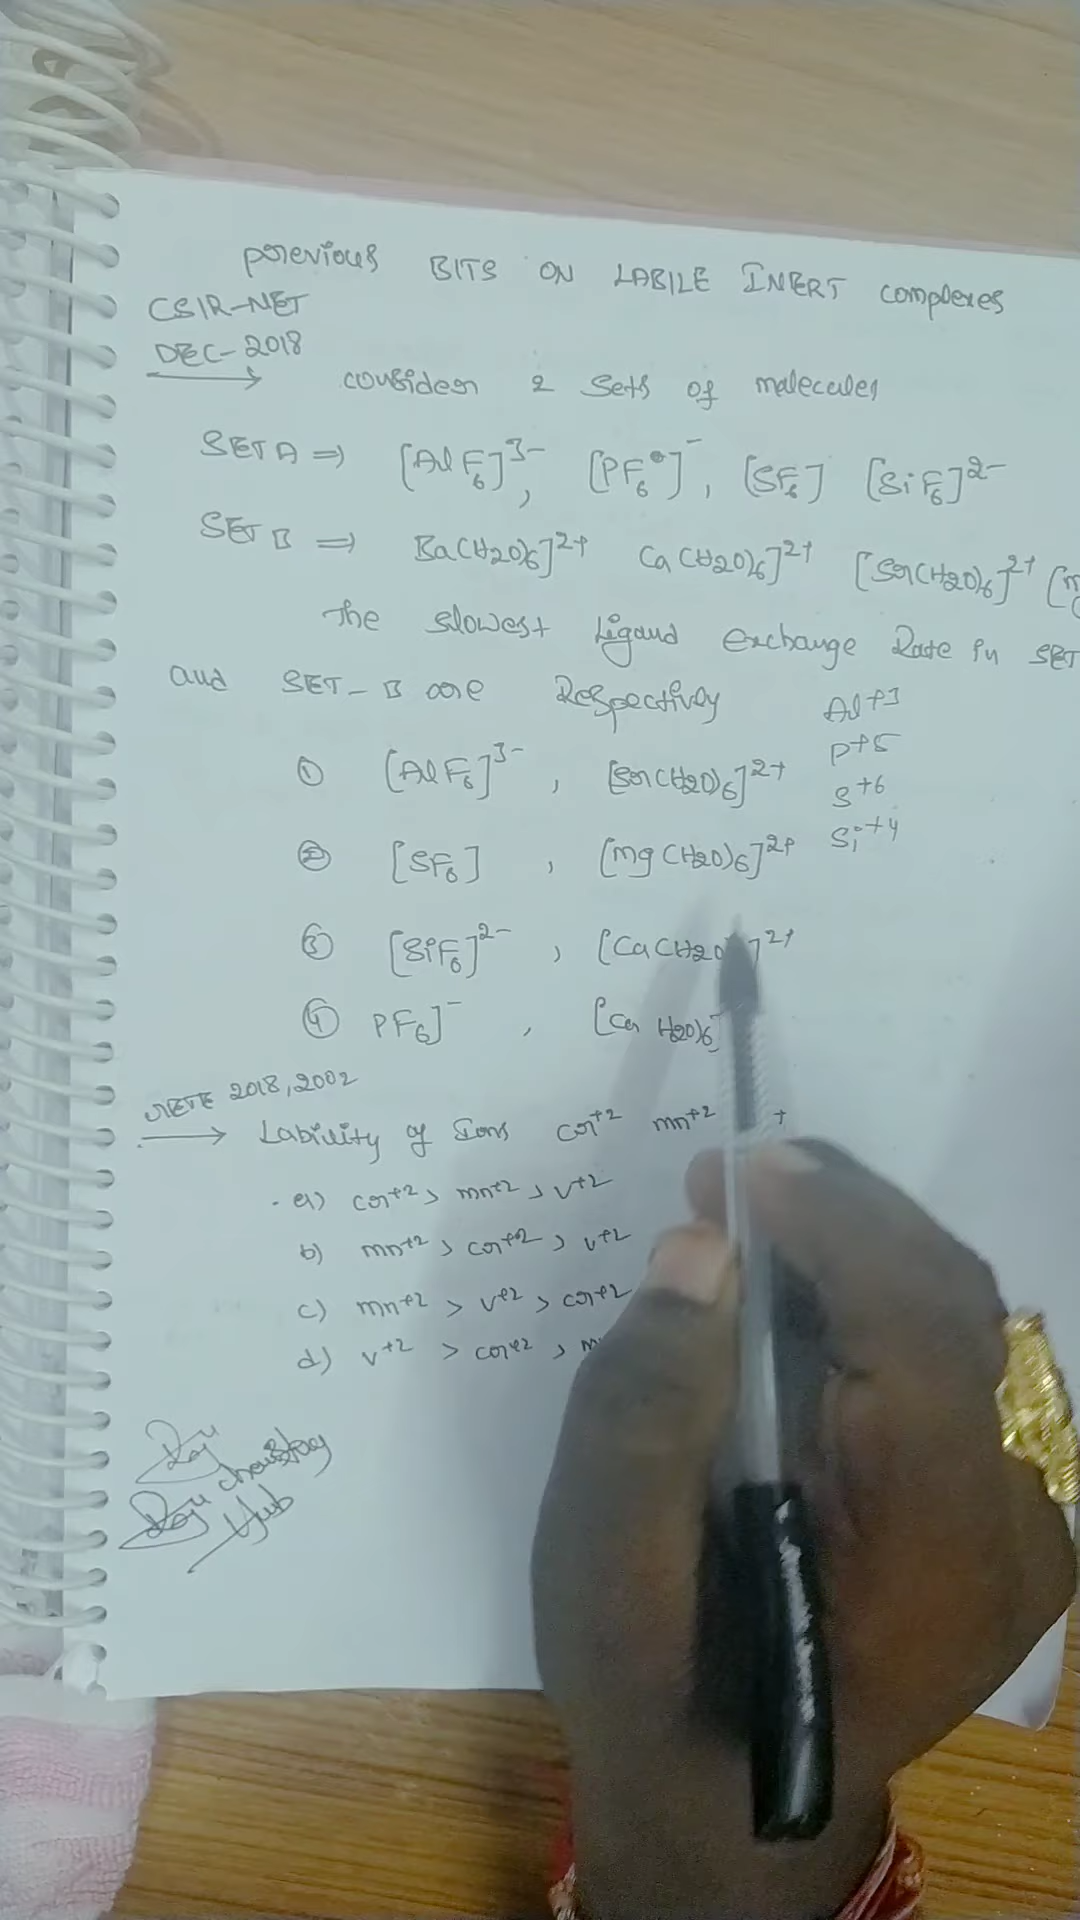 previous BITS ON LABILE INERT complexes
CSIR-NET
DEC-2018
consider 2 sets of molecules
SET A ⇒ [AlF6]3-, [PF6]-, [SF6] [SiF6]2-
SET B ⇒ Ba(H2O)6]2+ Ca(H2O)6]2+ [Sr(H2O)6]2+ [m
The slowest Ligand exchange Rate in SET
and SET-B are Respectively
Al+3
P+5
① [AlF6]3-, [Sr(H2O)6]2+
S+6
Si+4
② [SF6], [Mg(H2O)6]2+
③ [SiF6]2-, [Ca(H2O ]2+
④ PF6]-, [Ca H2O)6]
2018, 2002
→ Lability of Ions Cr+2 mn+2 +
a) Cr+2 > mn+2 > V+2
b) mn+2 > Cr+2 > V+2
c) mn+2 > V+2 > Cr+2
d) V+2 > Cr+2 > m
Raju
Raju chemistry
Hub